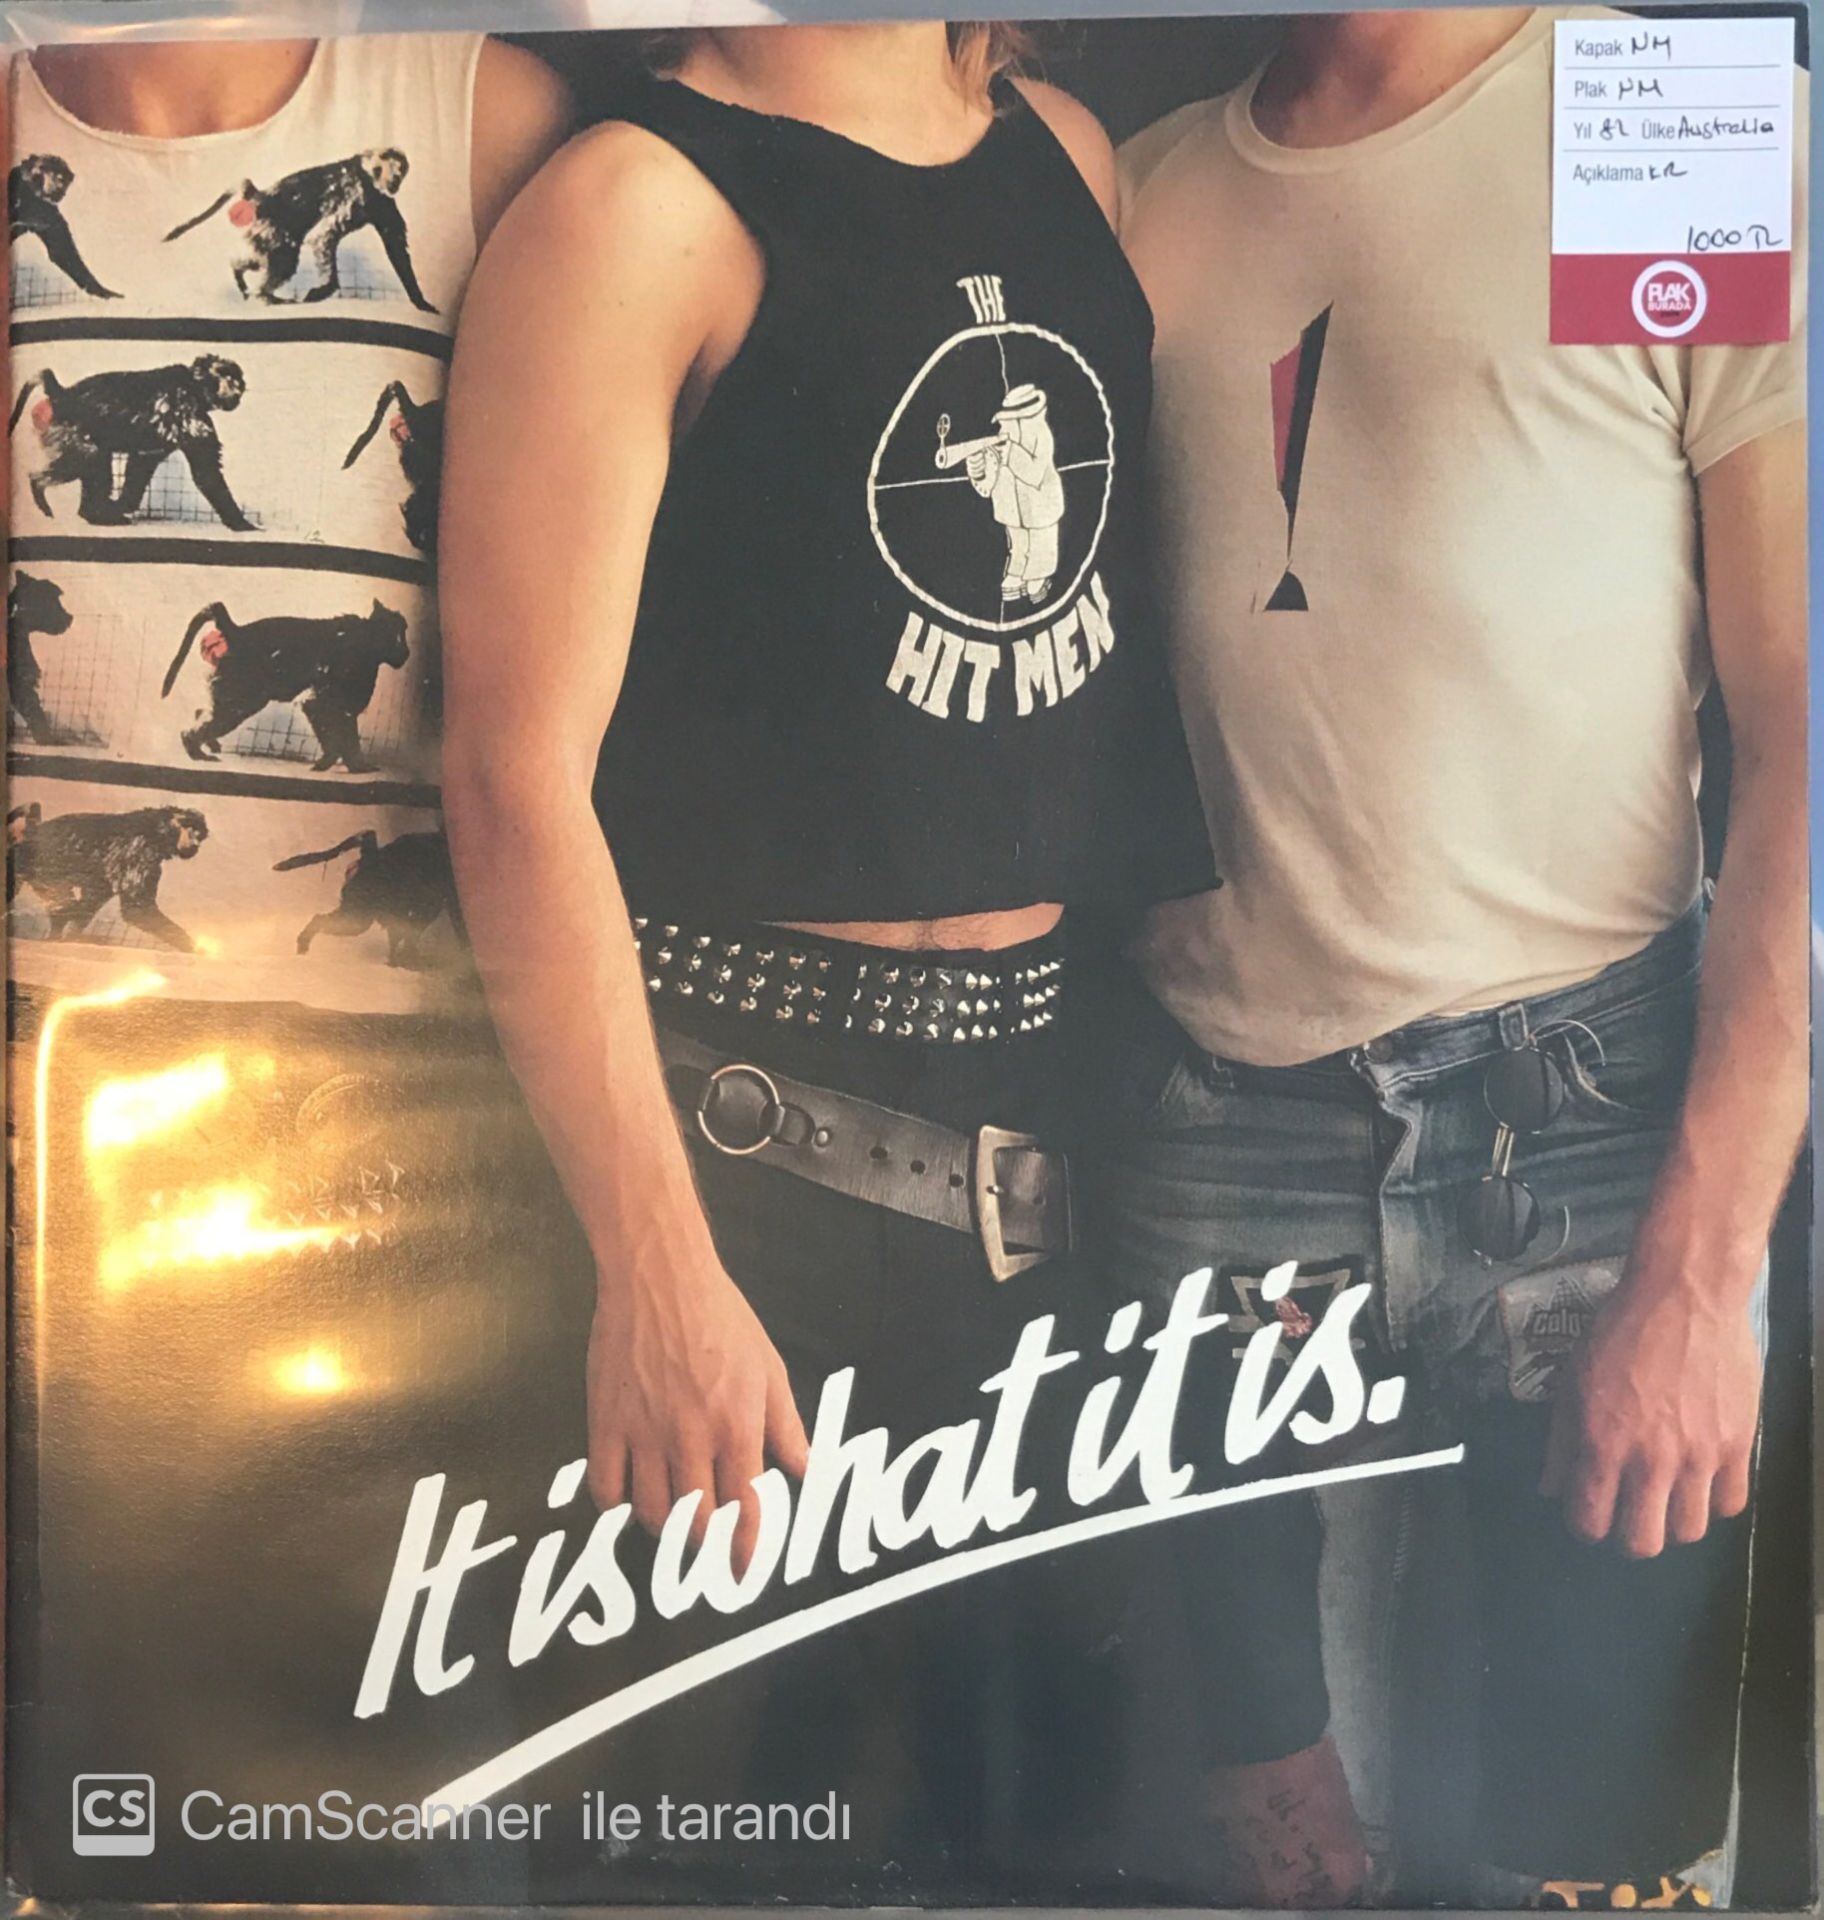 Kapak NM
Plak NM
Yıl 82 Ülke Australia
Açıklama
1000 TL
PLAK
BURADA
THE
HIT MEN
It is what it is.
CS CamScanner ile tarandı